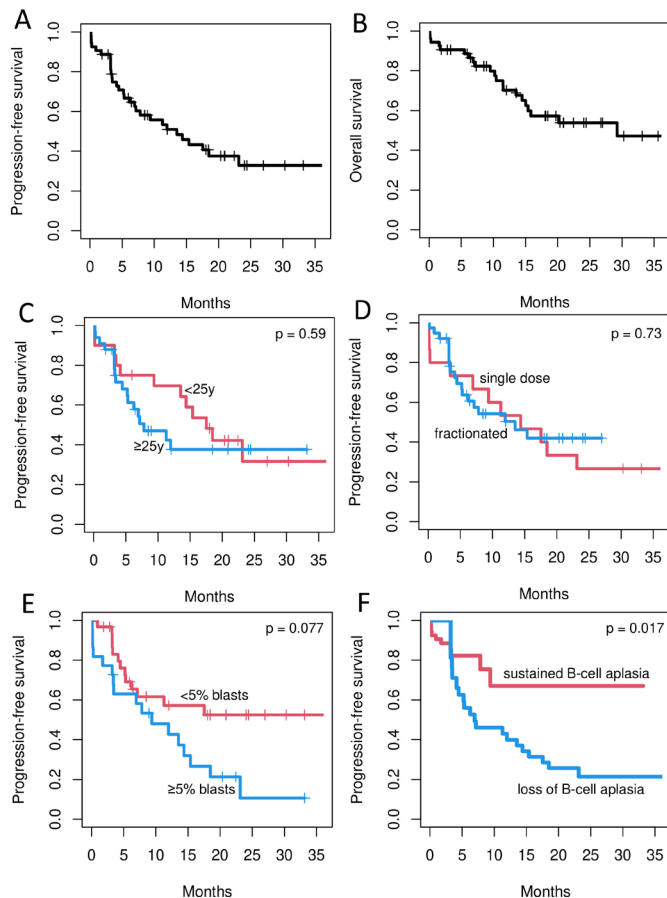 A
Progression-free survival
0.0 0.2 0.4 0.6 0.8 1.0
0 5 10 15 20 25 30 35
Months
B
Overall survival
0.0 0.2 0.4 0.6 0.8 1.0
0 5 10 15 20 25 30 35
Months
C
p = 0.59
<25y
≥25y
Progression-free survival
0.0 0.2 0.4 0.6 0.8 1.0
0 5 10 15 20 25 30 35
Months
D
p = 0.73
single dose
fractionated
Progression-free survival
0.0 0.2 0.4 0.6 0.8 1.0
0 5 10 15 20 25 30 35
Months
E
p = 0.077
<5% blasts
≥5% blasts
Progression-free survival
0.0 0.2 0.4 0.6 0.8 1.0
0 5 10 15 20 25 30 35
Months
F
p = 0.017
sustained B-cell aplasia
loss of B-cell aplasia
Progression-free survival
0.0 0.2 0.4 0.6 0.8 1.0
0 5 10 15 20 25 30 35
Months